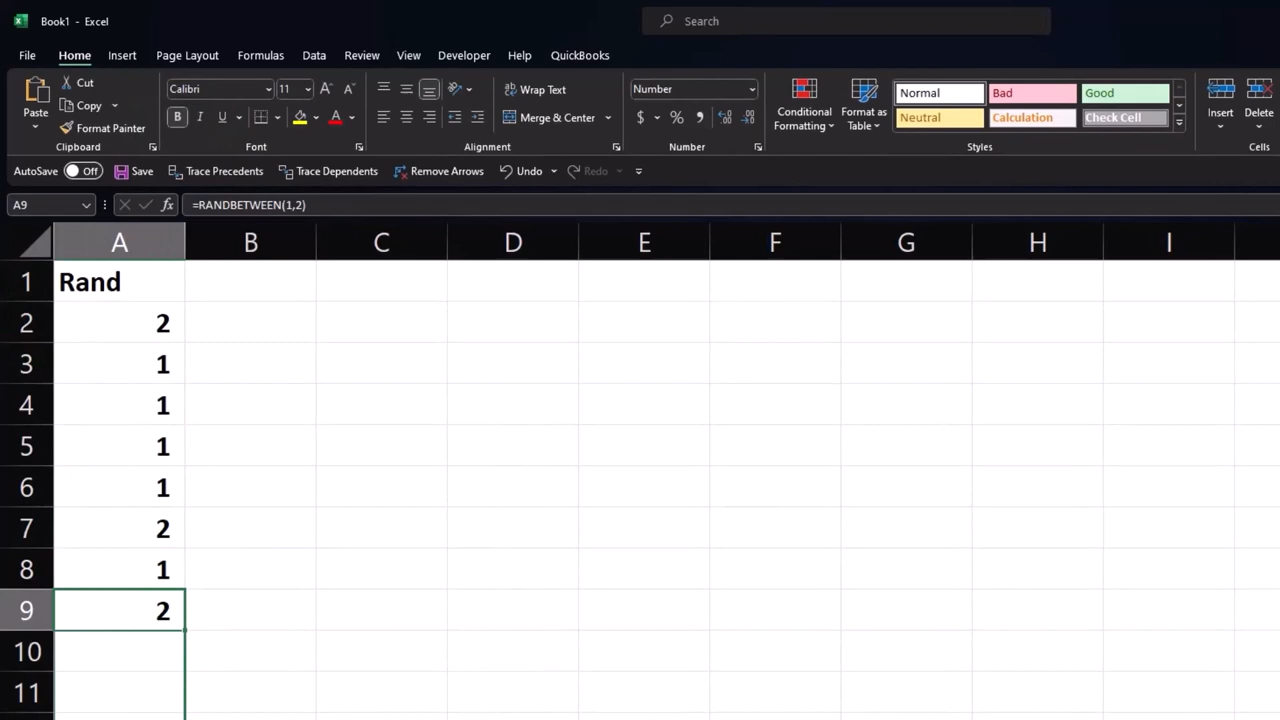 Book1 - Excel
Search
File Home Insert Page Layout Formulas Data Review View Developer Help QuickBooks
Paste
Cut
Copy
Format Painter
Clipboard
Calibri 11
B I U
Font
Wrap Text
Merge & Center
Alignment
Number
$ % ,
Number
Conditional Formatting
Format as Table
Normal Bad Good
Neutral Calculation Check Cell
Styles
Insert Delete
Cells
AutoSave Off Save Trace Precedents Trace Dependents Remove Arrows Undo Redo
A9 fx =RANDBETWEEN(1,2)
A B C D E F G H I
1 Rand
2 2
3 1
4 1
5 1
6 1
7 2
8 1
9 2
10
11